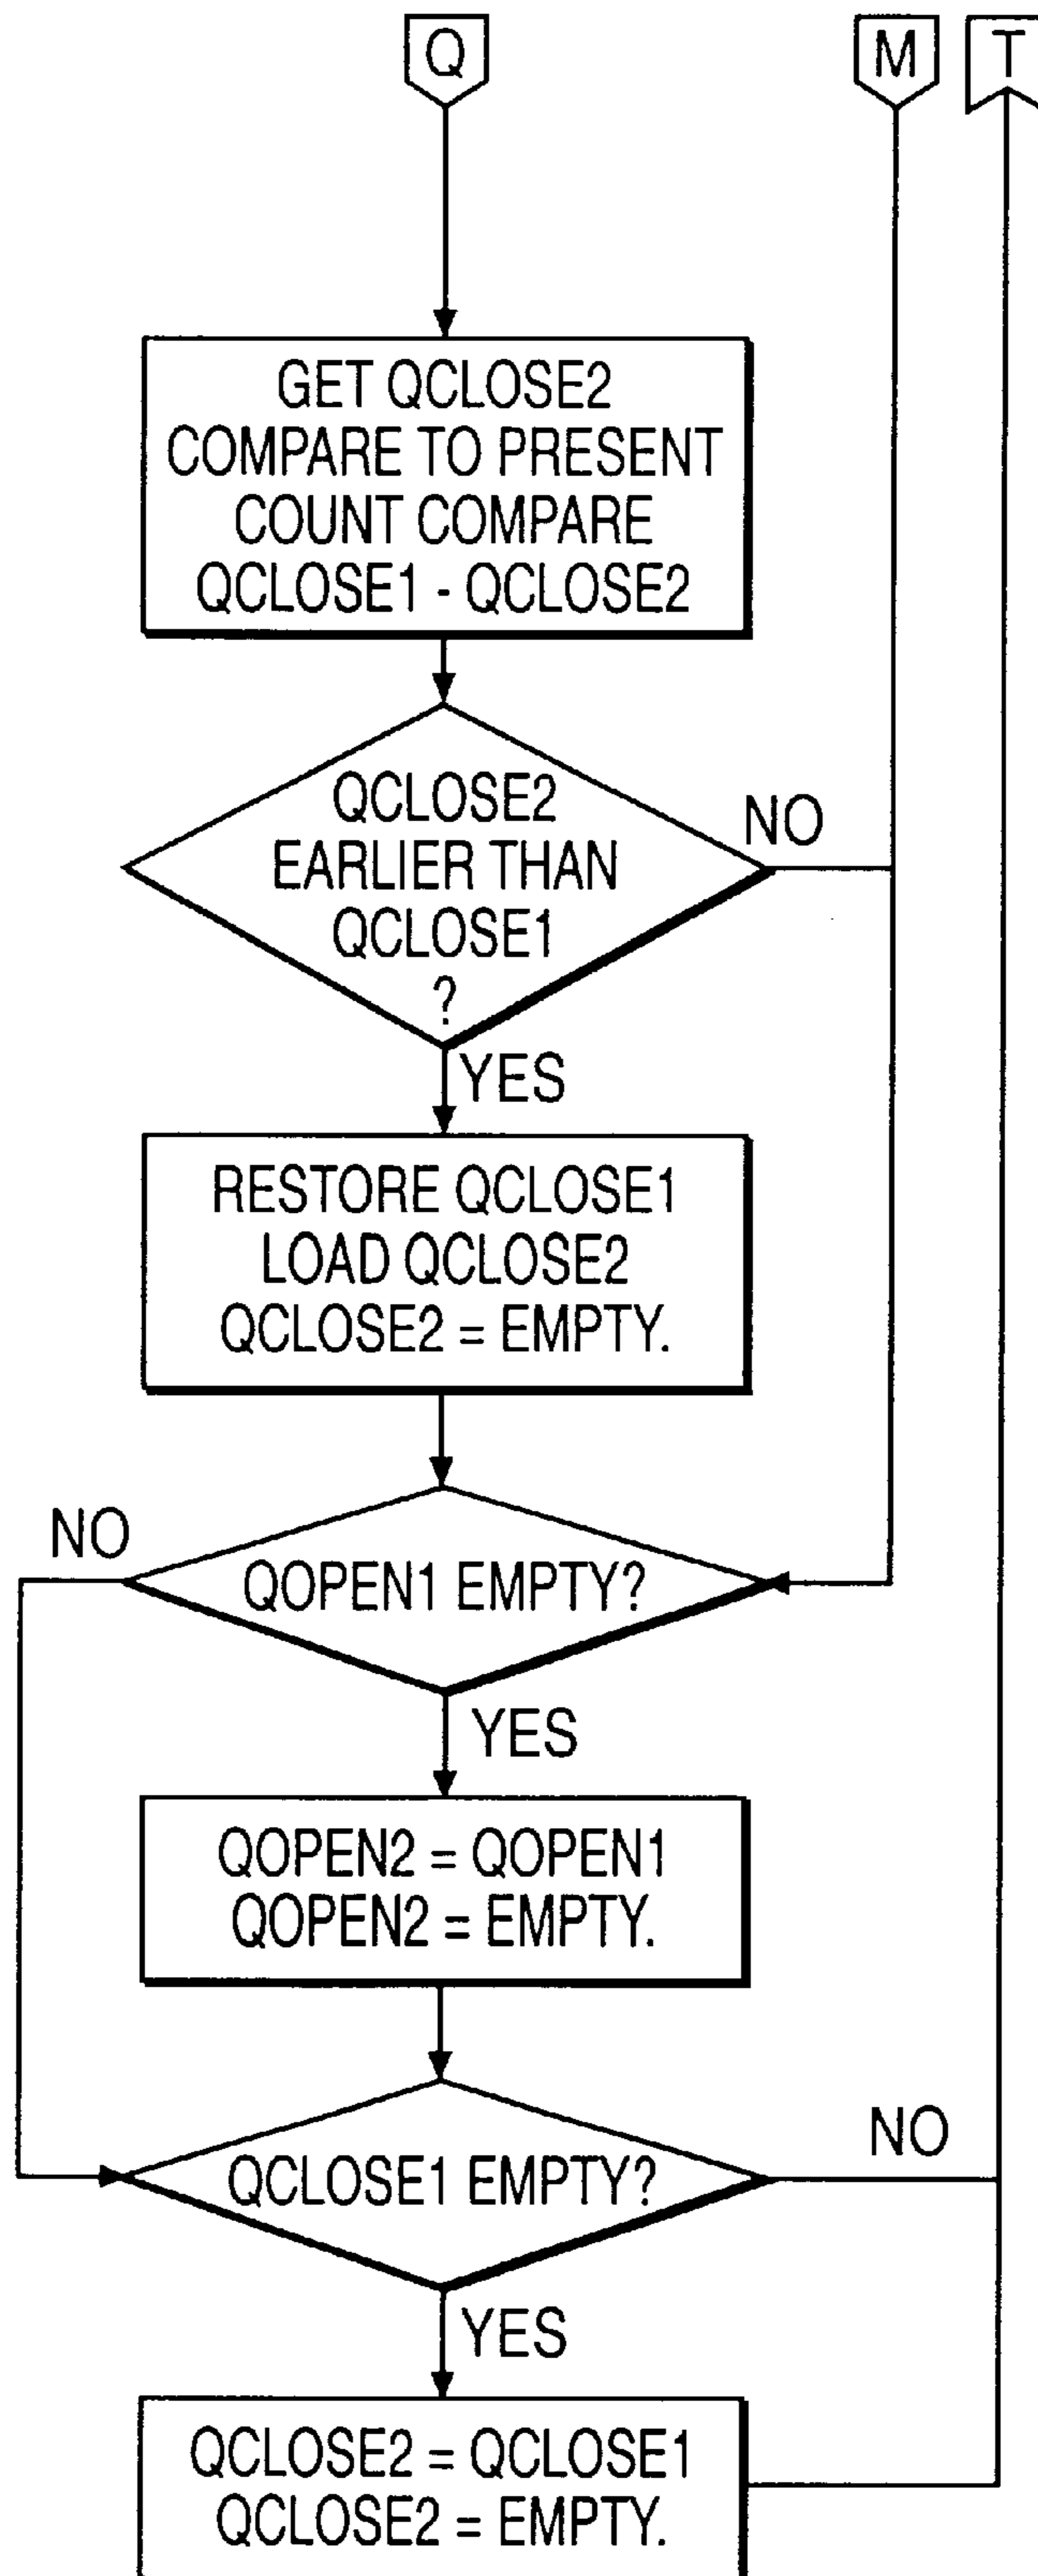 Q
M
T
GET QCLOSE2
COMPARE TO PRESENT
COUNT COMPARE
QCLOSE1 - QCLOSE2
QCLOSE2
EARLIER THAN
QCLOSE1
?
NO
YES
RESTORE QCLOSE1
LOAD QCLOSE2
QCLOSE2 = EMPTY.
NO
QOPEN1 EMPTY?
YES
QOPEN2 = QOPEN1
QOPEN2 = EMPTY.
QCLOSE1 EMPTY?
NO
YES
QCLOSE2 = QCLOSE1
QCLOSE2 = EMPTY.